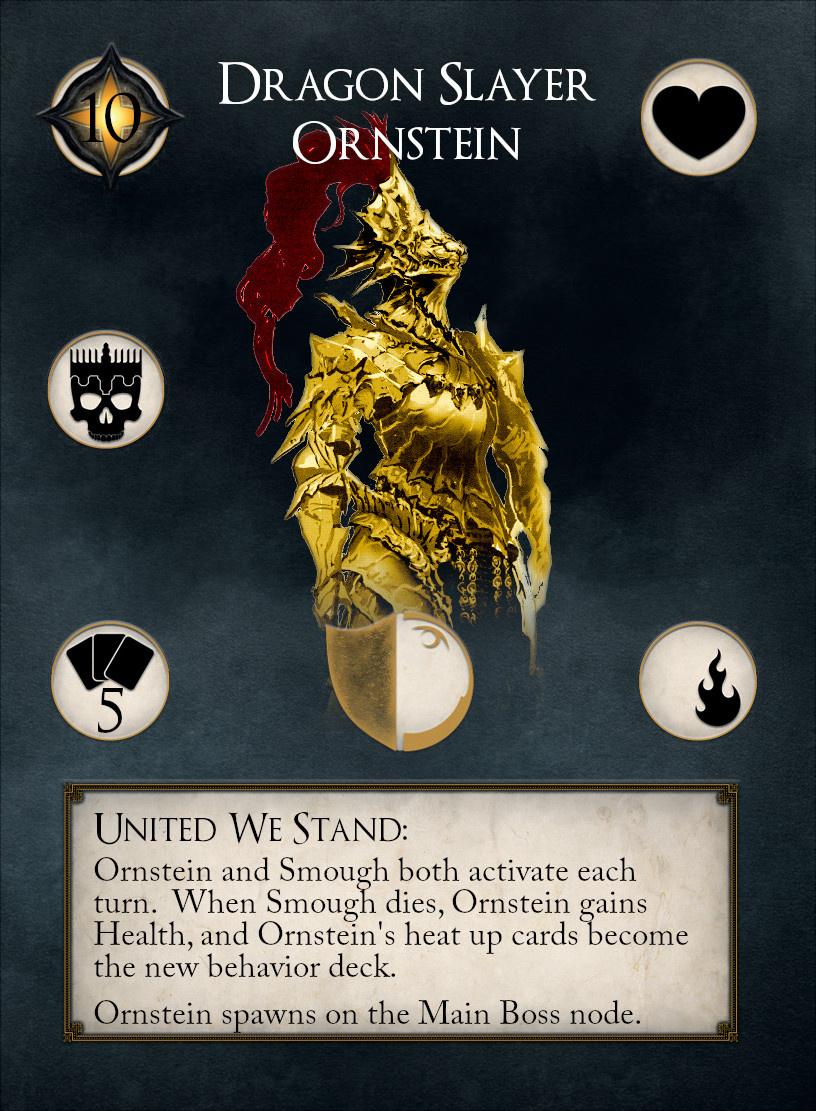 10
Dragon Slayer
Ornstein
5
United We Stand:
Ornstein and Smough both activate each
turn. When Smough dies, Ornstein gains
Health, and Ornstein's heat up cards become
the new behavior deck.
Ornstein spawns on the Main Boss node.